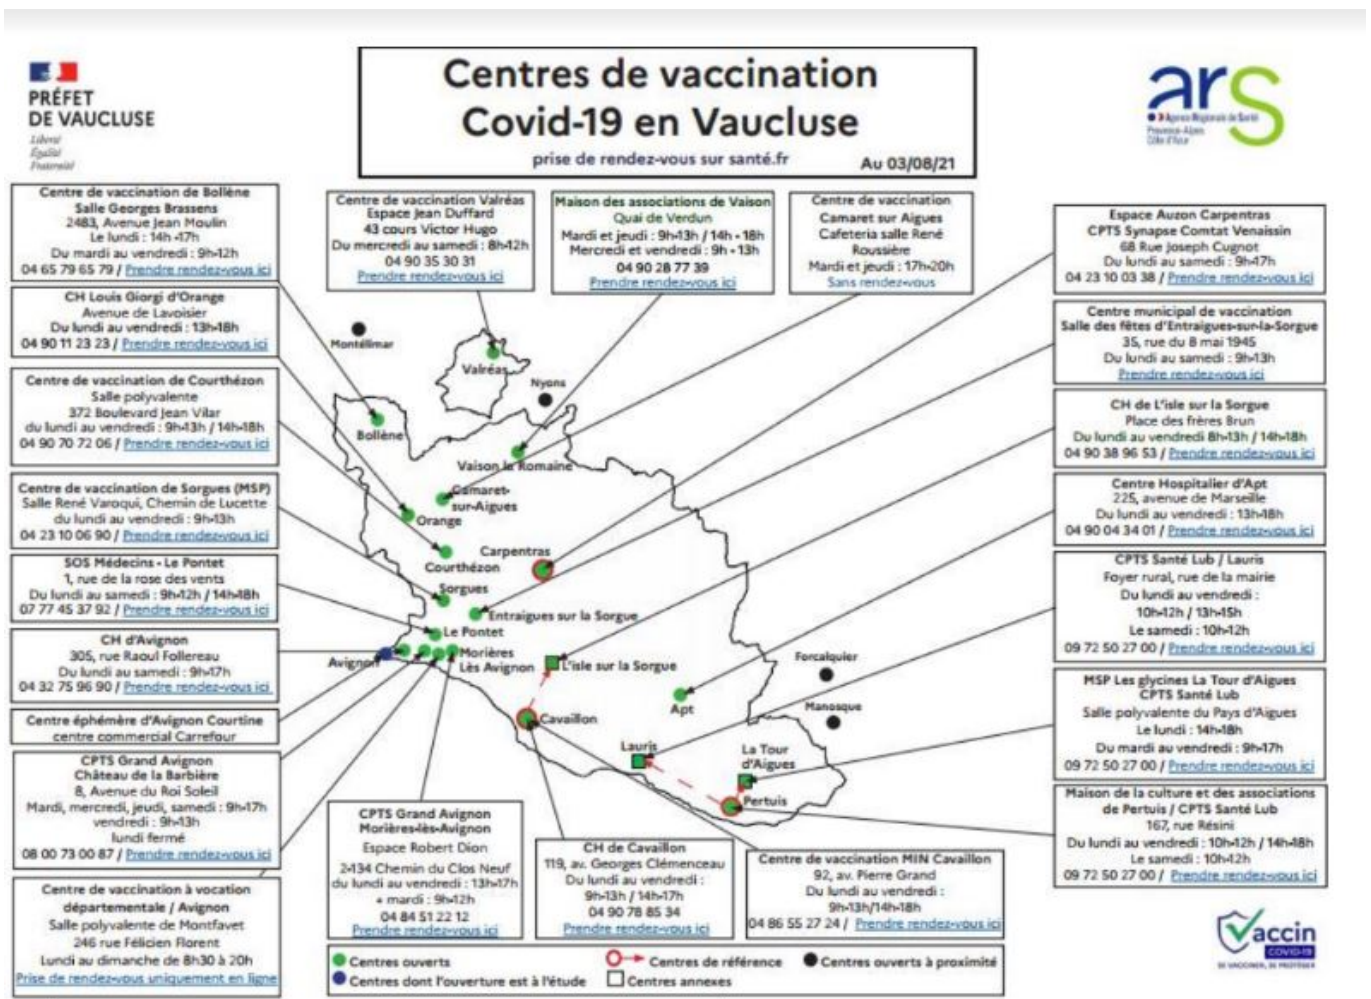 PRÉFET
DE VAUCLUSE
Liberté
Égalité
Fraternité
Centres de vaccination
Covid-19 en Vaucluse
prise de rendez-vous sur santé.fr
Au 03/08/21
ars
Agence Régionale de Santé
Provence-Alpes
Côte d'Azur
Centre de vaccination de Bollène
Salle Georges Brassens
2483, Avenue Jean Moulin
Le lundi : 14h -17h
Du mardi au vendredi : 9h-12h
04 65 79 65 79 / Prendre rendez-vous ici
CH Louis Giorgi d'Orange
Avenue de Lavoisier
Du lundi au vendredi : 13h-18h
04 90 11 23 23 / Prendre rendez-vous ici
Centre de vaccination de Courthézon
Salle polyvalente
372 Boulevard Jean Vilar
du lundi au vendredi : 9h-13h / 14h-18h
04 90 70 72 06 / Prendre rendez-vous ici
Centre de vaccination de Sorgues (MSP)
Salle René Varoqui, Chemin de Lucette
du lundi au vendredi : 9h-13h
04 23 10 06 90 / Prendre rendez-vous ici
SOS Médecins - Le Pontet
1, rue de la rose des vents
Du lundi au samedi : 9h-12h / 14h-18h
07 77 45 37 92 / Prendre rendez-vous ici
CH d'Avignon
305, rue Raoul Follereau
Du lundi au samedi : 9h-17h
04 32 75 96 90 / Prendre rendez-vous ici
Centre éphémère d'Avignon Courtine
centre commercial Carrefour
CPTS Grand Avignon
Château de la Barbière
8, Avenue du Roi Soleil
Mardi, mercredi, jeudi, samedi : 9h-17h
vendredi : 9h-13h
lundi fermé
08 00 73 00 87 / Prendre rendez-vous ici
Centre de vaccination à vocation
départementale / Avignon
Salle polyvalente de Montfavet
246 rue Félicien Florent
Lundi au dimanche de 8h30 à 20h
Prise de rendez-vous uniquement en ligne
Centre de vaccination Valréas
Espace Jean Duffard
43 cours Victor Hugo
Du mercredi au samedi : 8h-12h
04 90 35 30 31
Prendre rendez-vous ici
Maison des associations de Vaison
Quai de Verdun
Mardi et jeudi : 9h-13h / 14h - 18h
Mercredi et vendredi : 9h - 13h
04 90 28 77 39
Prendre rendez-vous ici
Centre de vaccination
Camaret sur Aigues
Cafeteria salle René
Roussière
Mardi et jeudi : 17h-20h
Sans rendez-vous
Espace Auzon Carpentras
CPTS Synapse Comtat Venaissin
68 Rue Joseph Cugnot
Du lundi au samedi : 9h-17h
04 23 10 03 38 / Prendre rendez-vous ici
Centre municipal de vaccination
Salle des fêtes d'Entraigues-sur-la-Sorgue
35, rue du 8 mai 1945
Du lundi au samedi : 9h-13h
Prendre rendez-vous ici
CH de L'isle sur la Sorgue
Place des frères Brun
Du lundi au vendredi 8h-13h / 14h-18h
04 90 38 96 53 / Prendre rendez-vous ici
Centre Hospitalier d'Apt
225, avenue de Marseille
Du lundi au vendredi : 13h-18h
04 90 04 34 01 / Prendre rendez-vous ici
CPTS Santé Lub / Lauris
Foyer rural, rue de la mairie
Du lundi au vendredi :
10h-12h / 13h-15h
Le samedi : 10h-12h
09 72 50 27 00 / Prendre rendez-vous ici
MSP Les glycines La Tour d'Aigues
CPTS Santé Lub
Salle polyvalente du Pays d'Aigues
Le lundi : 14h-18h
Du mardi au vendredi : 9h-17h
09 72 50 27 00 / Prendre rendez-vous ici
Maison de la culture et des associations
de Pertuis / CPTS Santé Lub
167, rue Résini
Du lundi au vendredi : 10h-12h / 14h-18h
Le samedi : 10h-12h
09 72 50 27 00 / Prendre rendez-vous ici
Montélimar
Valréas
Nyons
Bollène
Vaison la Romaine
Camaret-
sur-Aigues
Orange
Carpentras
Courthézon
Sorgues
Entraigues sur la Sorgue
Le Pontet
Avignon
Morières
Lès Avignon
L'isle sur la Sorgue
Forcalquier
Apt
Manosque
Cavaillon
Lauris
La Tour
d'Aigues
Pertuis
CPTS Grand Avignon
Morières-lès-Avignon
Espace Robert Dion
2-134 Chemin du Clos Neuf
du lundi au vendredi : 13h-17h
+ mardi : 9h-12h
04 84 51 22 12
Prendre rendez-vous ici
CH de Cavaillon
119, av. Georges Clémenceau
Du lundi au vendredi :
9h-13h / 14h-17h
04 90 78 85 34
Prendre rendez-vous ici
Centre de vaccination MIN Cavaillon
92, av. Pierre Grand
Du lundi au vendredi :
9h-13h/14h-18h
04 86 55 27 24 / Prendre rendez-vous ici
Centres ouverts
Centres de référence
Centres ouverts à proximité
Centres dont l'ouverture est à l'étude
Centres annexes
Vaccin
COVID-19
SE VACCINER, SE PROTÉGER